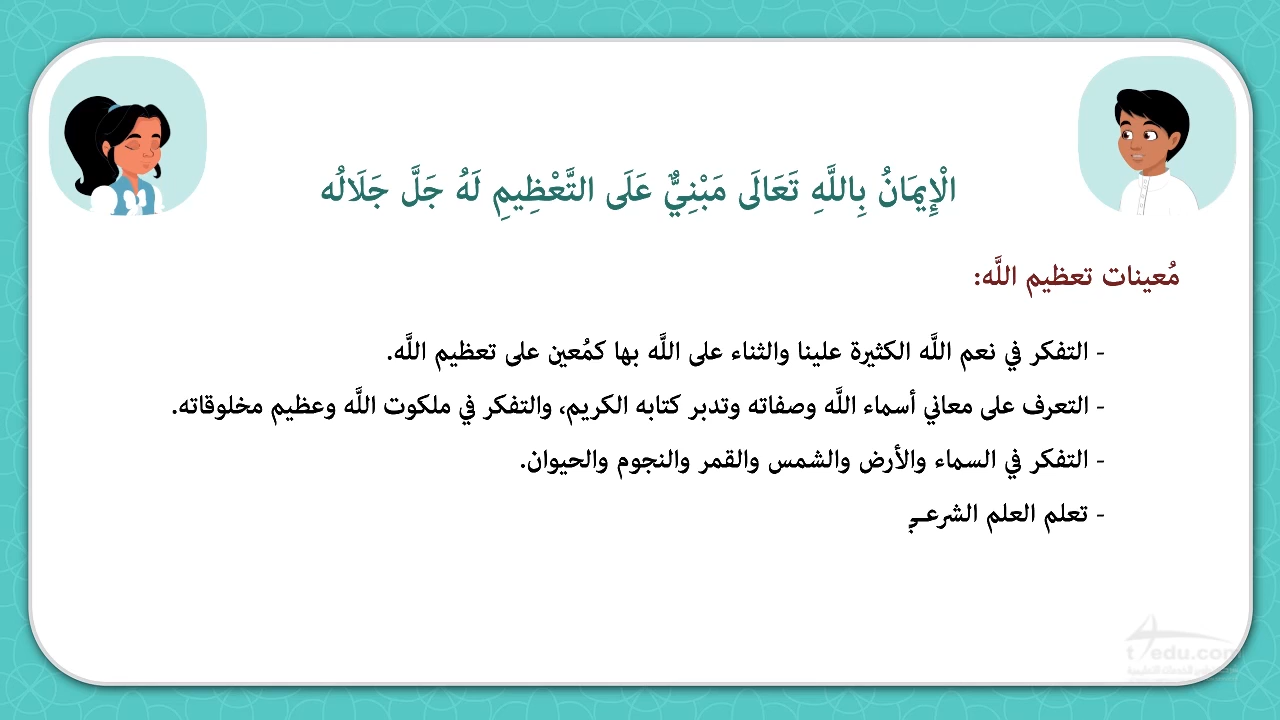 الْإِيمَانُ بِاللَّهِ تَعَالَى مَبْنِيٌّ عَلَى التَّعْظِيمِ لَهُ جَلَّ جَلَالُه
مُعينات تعظيم اللَّه:
- التفكر في نعم اللَّه الكثيرة علينا والثناء على اللَّه بها كمُعين على تعظيم اللَّه.
- التعرف على معاني أسماء اللَّه وصفاته وتدبر كتابه الكريم، والتفكر في ملكوت اللَّه وعظيم مخلوقاته.
- التفكر في السماء والأرض والشمس والقمر والنجوم والحيوان.
- تعلم العلم الشرعي
t4edu.com